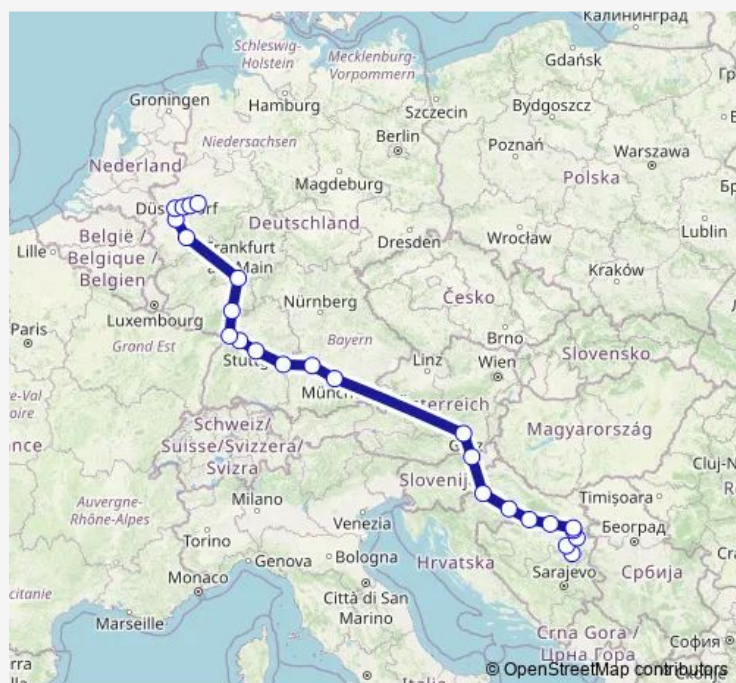 Калининград
Schleswig-
Holstein
Mecklenburg-
Vorpommern
Gdańsk
Groningen
Hamburg
Szczecin
Bydgoszcz
Niedersachsen
Berlin
Poznań
Warszawa
Nederland
Magdeburg
Polska
Deutschland
België /
Belgique /
Belgien
Lille
Dresden
Wrocław
Lublin
Kraków
Luxembourg
Nürnberg
Česko
Paris
Grand Est
Bayern
Brno
Slovensko
Linz
Wien
Schweiz/
Suisse/Svizzera/
Svizra
Magyarország
Cluj-N
Auvergne-
Rhône-Alpes
Milano
Venezia
Timișoara
Torino
Genova
Bologna
Београд
Hrvatska
Monaco
Città di San
Marino
Sarajevo
Србија
Marseille
Crna Gora /
Црна Гора
София
© OpenStreetMap contributors